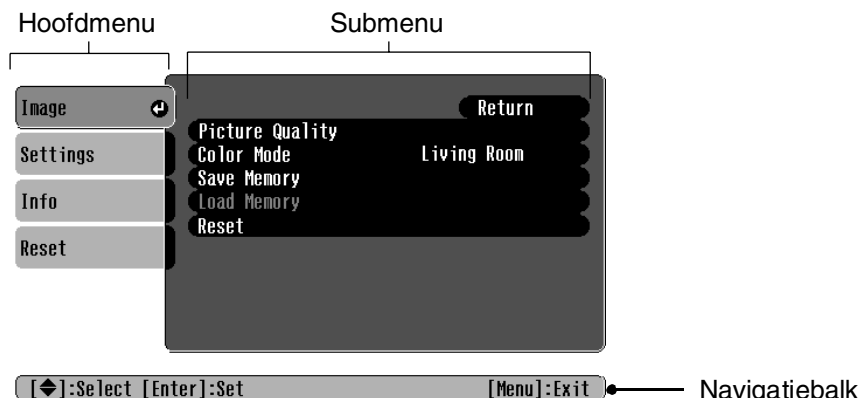 Hoofdmenu
Submenu
Image
Settings
Info
Reset
Return
Picture Quality
Color Mode Living Room
Save Memory
Load Memory
Reset
[◆]:Select [Enter]:Set [Menu]:Exit
Navigatiebalk